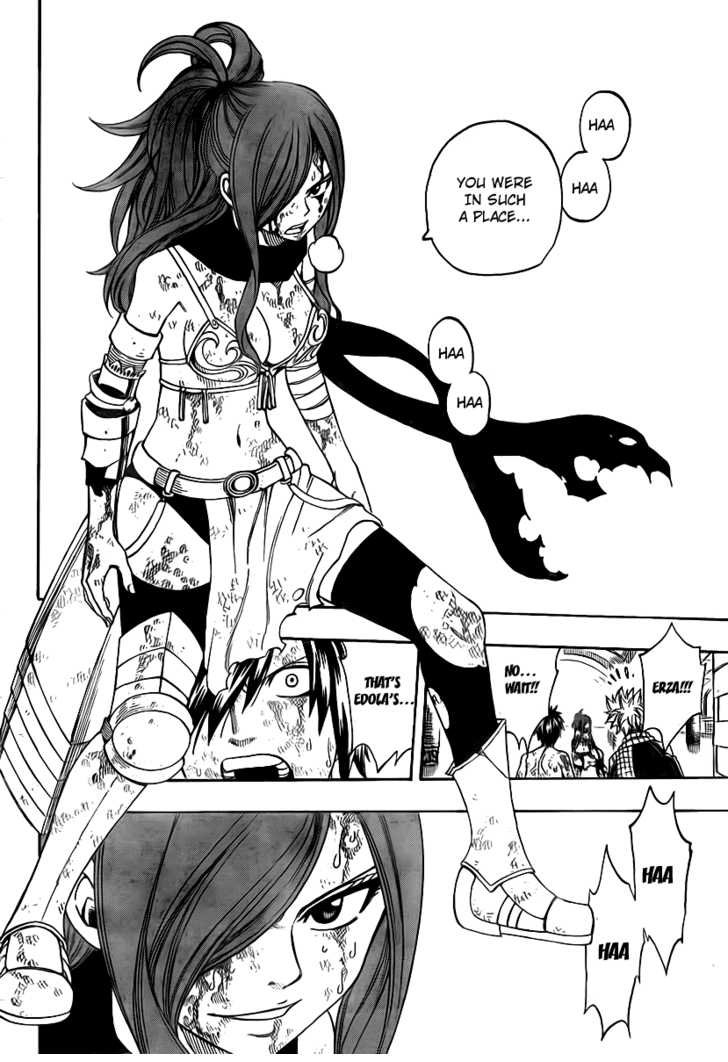 HAA
HAA
YOU WERE
IN SUCH
A PLACE...
HAA
HAA
ERZA!!!
NO...
WAIT!!
THAT'S
EDOLA'S...
HAA
HAA